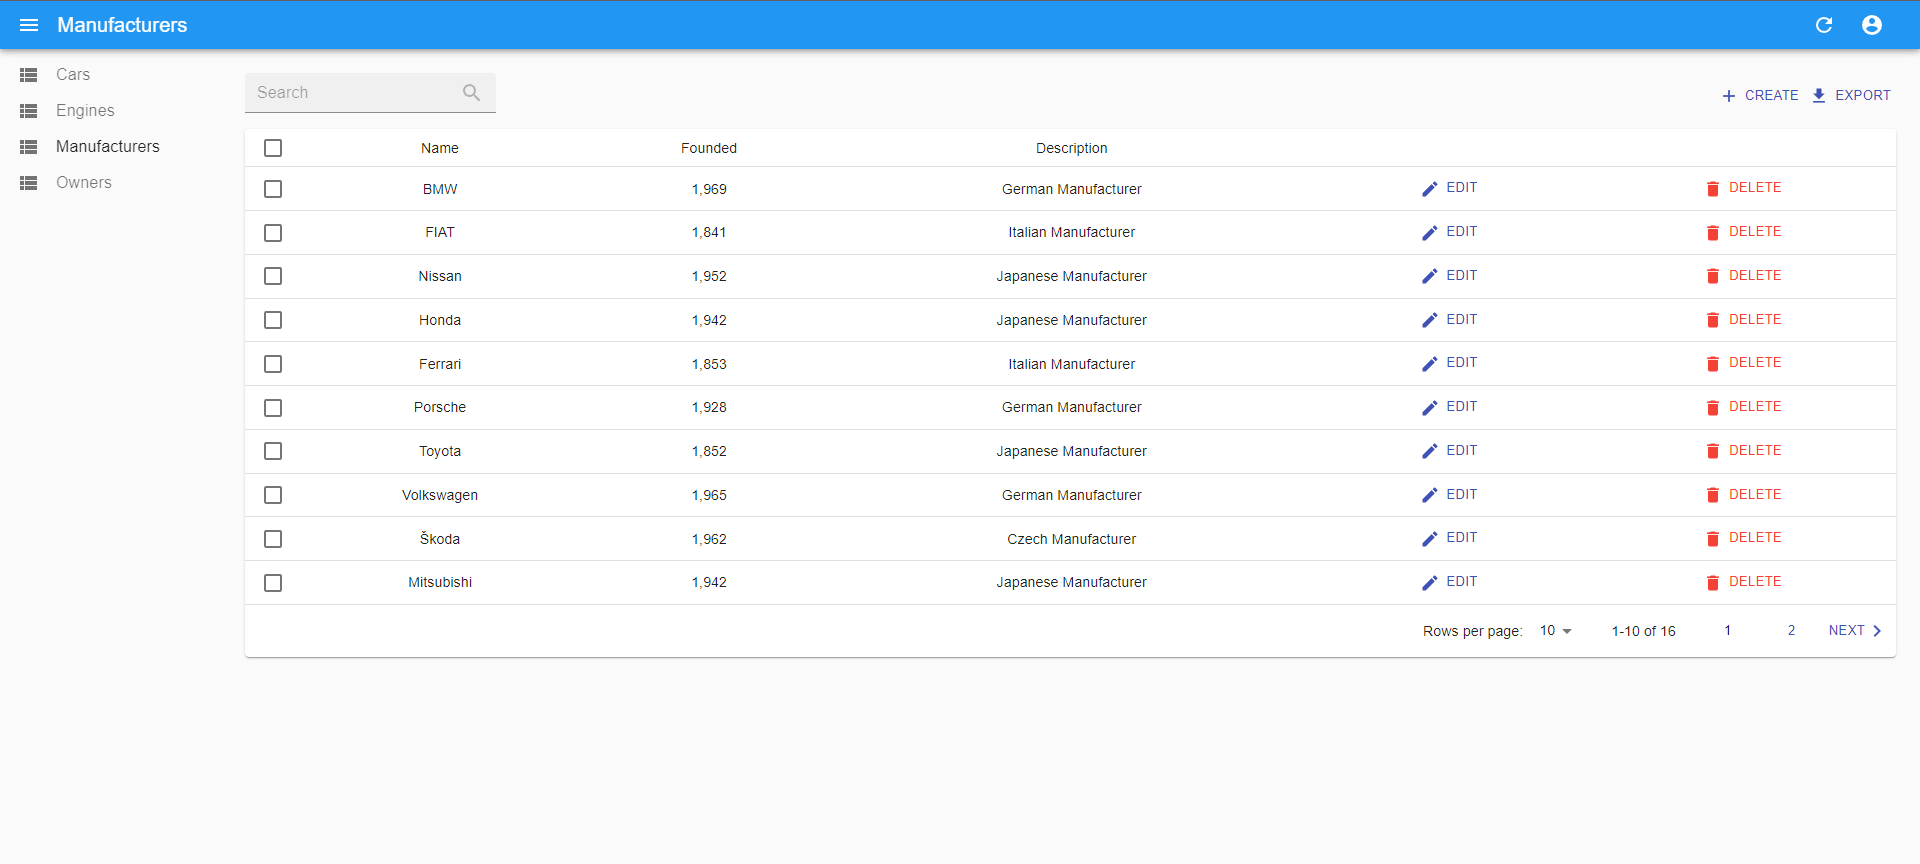 Manufacturers
Cars
Engines
Manufacturers
Owners
Search
CREATE EXPORT
Name Founded Description
BMW 1,969 German Manufacturer EDIT DELETE
FIAT 1,841 Italian Manufacturer EDIT DELETE
Nissan 1,952 Japanese Manufacturer EDIT DELETE
Honda 1,942 Japanese Manufacturer EDIT DELETE
Ferrari 1,853 Italian Manufacturer EDIT DELETE
Porsche 1,928 German Manufacturer EDIT DELETE
Toyota 1,852 Japanese Manufacturer EDIT DELETE
Volkswagen 1,965 German Manufacturer EDIT DELETE
Škoda 1,962 Czech Manufacturer EDIT DELETE
Mitsubishi 1,942 Japanese Manufacturer EDIT DELETE
Rows per page: 10 1-10 of 16 1 2 NEXT